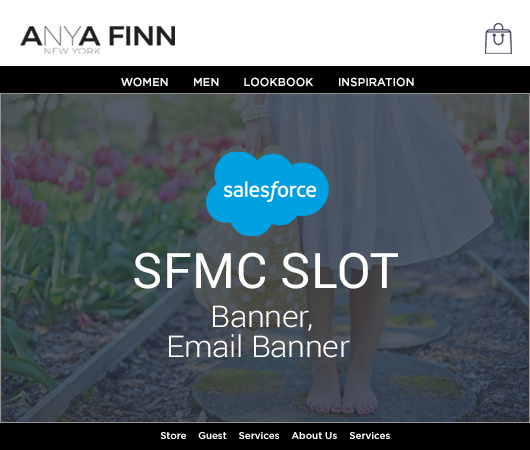 ANYA FINN
NEW YORK
WOMEN MEN LOOKBOOK INSPIRATION
salesforce
SFMC SLOT
Banner,
Email Banner
Store Guest Services About Us Services